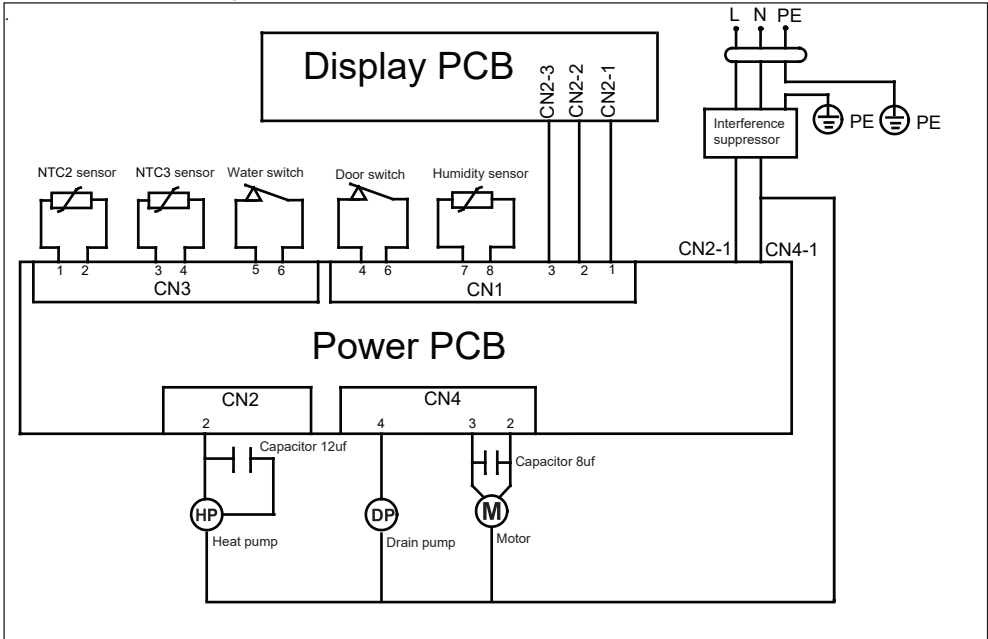 L N PE
Display PCB
CN2-3
CN2-2
CN2-1
Interference
suppressor
PE
PE
NTC2 sensor
NTC3 sensor
Water switch
Door switch
Humidity sensor
CN2-1
CN4-1
1 2 3 4 5 6 4 6 7 8 3 2 1
CN3
CN1
Power PCB
CN2
CN4
2
4
3
2
Capacitor 12uf
Capacitor 8uf
HP
DP
M
Heat pump
Drain pump
Motor